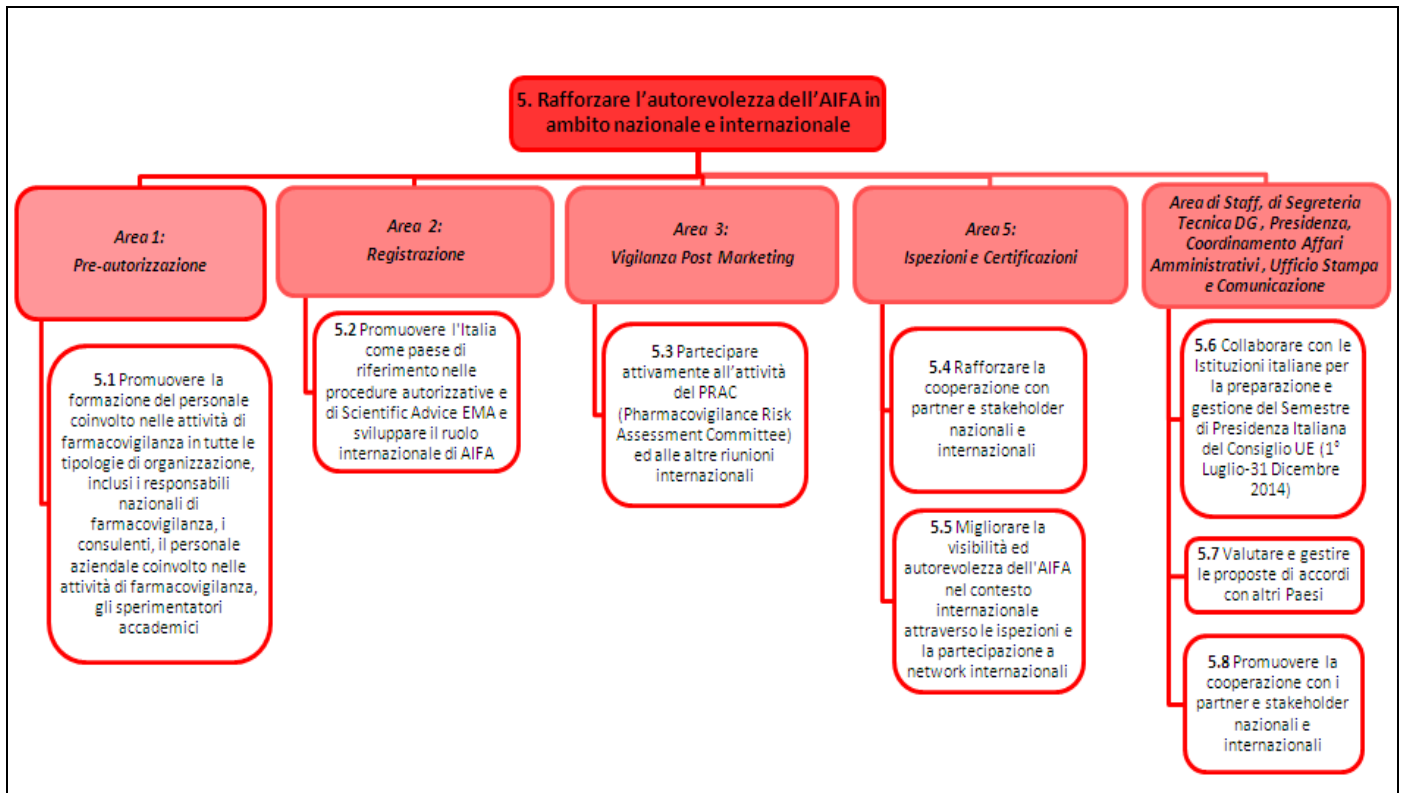 5. Rafforzare l'autorevolezza dell'AIFA in
ambito nazionale e internazionale
Area 1:
Pre-autorizzazione
5.1 Promuovere la
formazione del personale
coinvolto nelle attività di
farmacovigilanza in tutte le
tipologie di organizzazione,
inclusi i responsabili
nazionali di
farmacovigilanza, i
consulenti, il personale
aziendale coinvolto nelle
attività di farmacovigilanza,
gli sperimentatori
accademici
Area 2:
Registrazione
5.2 Promuovere l'Italia
come paese di
riferimento nelle
procedure autorizzative e
di Scientific Advice EMA e
sviluppare il ruolo
internazionale di AIFA
Area 3:
Vigilanza Post Marketing
5.3 Partecipare
attivamente all'attività
del PRAC
(Pharmacovigilance Risk
Assessment Committee)
ed alle altre riunioni
internazionali
Area 5:
Ispezioni e Certificazioni
5.4 Rafforzare la
cooperazione con
partner e stakeholder
nazionali e
internazionali
5.5 Migliorare la
visibilità ed
autorevolezza dell'AIFA
nel contesto
internazionale
attraverso le ispezioni e
la partecipazione a
network internazionali
Area di Staff, di Segreteria
Tecnica DG , Presidenza,
Coordinamento Affari
Amministrativi , Ufficio Stampa
e Comunicazione
5.6 Collaborare con le
Istituzioni italiane per
la preparazione e
gestione del Semestre
di Presidenza Italiana
del Consiglio UE (1°
Luglio-31 Dicembre
2014)
5.7 Valutare e gestire
le proposte di accordi
con altri Paesi
5.8 Promuovere la
cooperazione con i
partner e stakeholder
nazionali e
internazionali